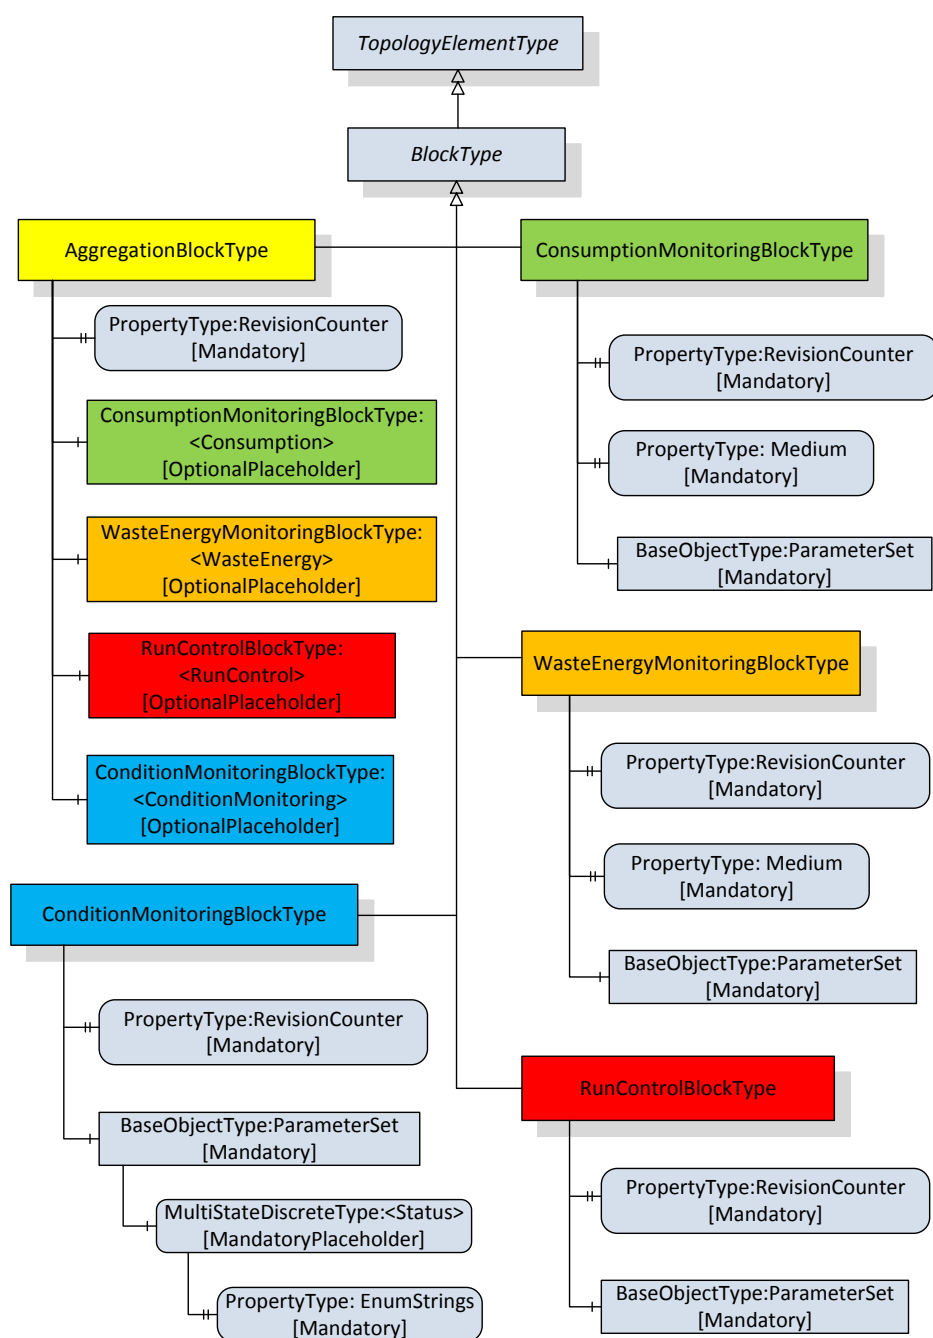 TopologyElementType
BlockType
AggregationBlockType
PropertyType:RevisionCounter
[Mandatory]
ConsumptionMonitoringBlockType:
<Consumption>
[OptionalPlaceholder]
WasteEnergyMonitoringBlockType:
<WasteEnergy>
[OptionalPlaceholder]
RunControlBlockType:
<RunControl>
[OptionalPlaceholder]
ConditionMonitoringBlockType:
<ConditionMonitoring>
[OptionalPlaceholder]
ConsumptionMonitoringBlockType
PropertyType:RevisionCounter
[Mandatory]
PropertyType: Medium
[Mandatory]
BaseObjectType:ParameterSet
[Mandatory]
WasteEnergyMonitoringBlockType
PropertyType:RevisionCounter
[Mandatory]
PropertyType: Medium
[Mandatory]
BaseObjectType:ParameterSet
[Mandatory]
ConditionMonitoringBlockType
PropertyType:RevisionCounter
[Mandatory]
BaseObjectType:ParameterSet
[Mandatory]
MultiStateDiscreteType:<Status>
[MandatoryPlaceholder]
PropertyType: EnumStrings
[Mandatory]
RunControlBlockType
PropertyType:RevisionCounter
[Mandatory]
BaseObjectType:ParameterSet
[Mandatory]